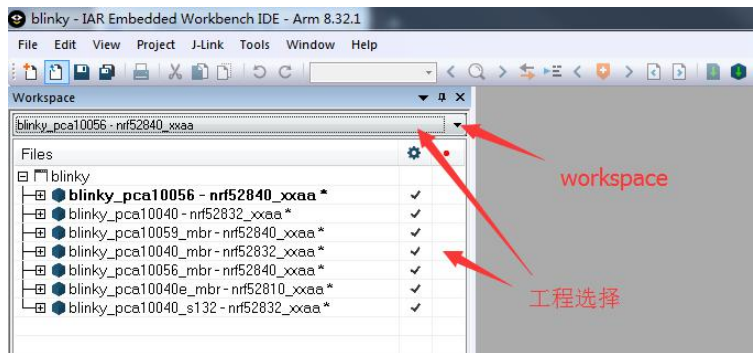 blinky - IAR Embedded Workbench IDE - Arm 8.32.1
File Edit View Project J-Link Tools Window Help
Workspace
blinky_pca10056 - nrf52840_xxaa
Files
blinky
blinky_pca10056 - nrf52840_xxaa *
blinky_pca10040 - nrf52832_xxaa *
blinky_pca10059_mbr - nrf52840_xxaa *
blinky_pca10040_mbr - nrf52832_xxaa *
blinky_pca10056_mbr - nrf52840_xxaa *
blinky_pca10040e_mbr - nrf52810_xxaa *
blinky_pca10040_s132 - nrf52832_xxaa *
workspace
工程选择